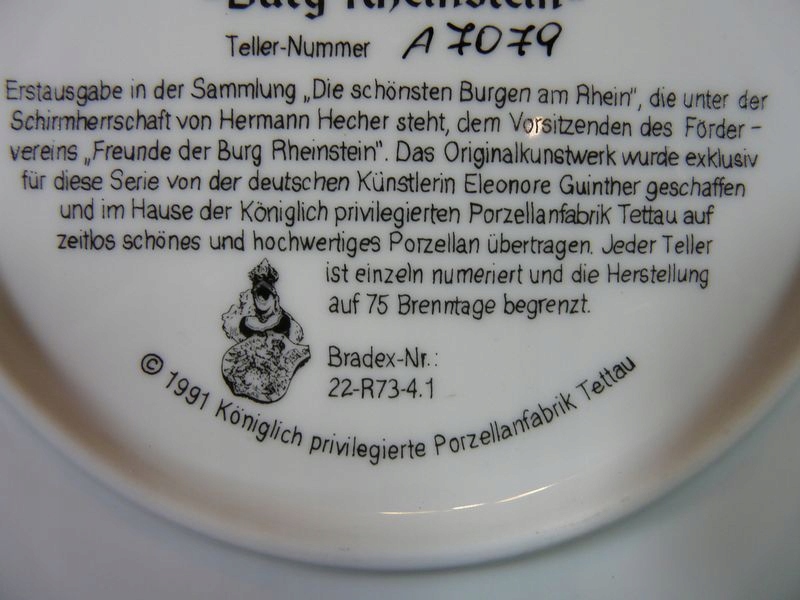 "Burg Rheinstein"
Teller-Nummer A7079
Erstausgabe in der Sammlung „Die schönsten Burgen am Rhein", die unter der
Schirmherrschaft von Hermann Hecher steht, dem Vorsitzenden des Förder-
vereins „Freunde der Burg Rheinstein". Das Originalkunstwerk wurde exklusiv
für diese Serie von der deutschen Künstlerin Eleonore Guinther geschaffen
und im Hause der Königlich privilegierten Porzellanfabrik Tettau auf
zeitlos schönes und hochwertiges Porzellan übertragen. Jeder Teller
ist einzeln numeriert und die Herstellung
auf 75 Brenntage begrenzt.
Bradex-Nr.:
22-R73-4.1
© 1991 Königlich privilegierte Porzellanfabrik Tettau